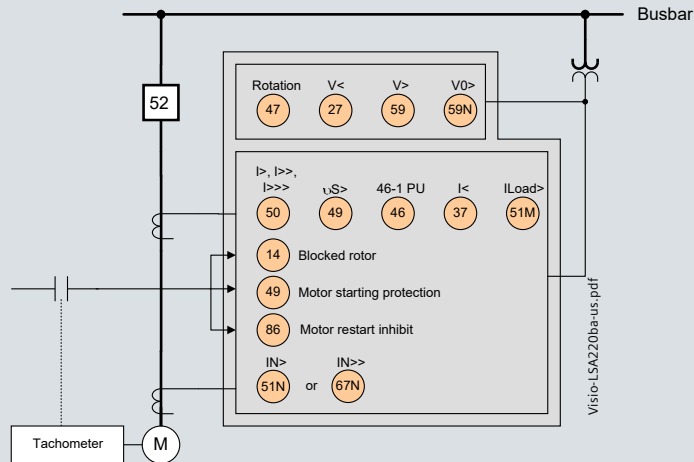 Busbar
52
Rotation V< V> V0>
47 27 59 59N
I>, I>>,
I>>> ʋS> 46-1 PU I< ILoad>
50 49 46 37 51M
14 Blocked rotor
49 Motor starting protection
86 Motor restart inhibit
IN> IN>>
51N or 67N
Tachometer M
Visio-LSA220ba-us.pdf